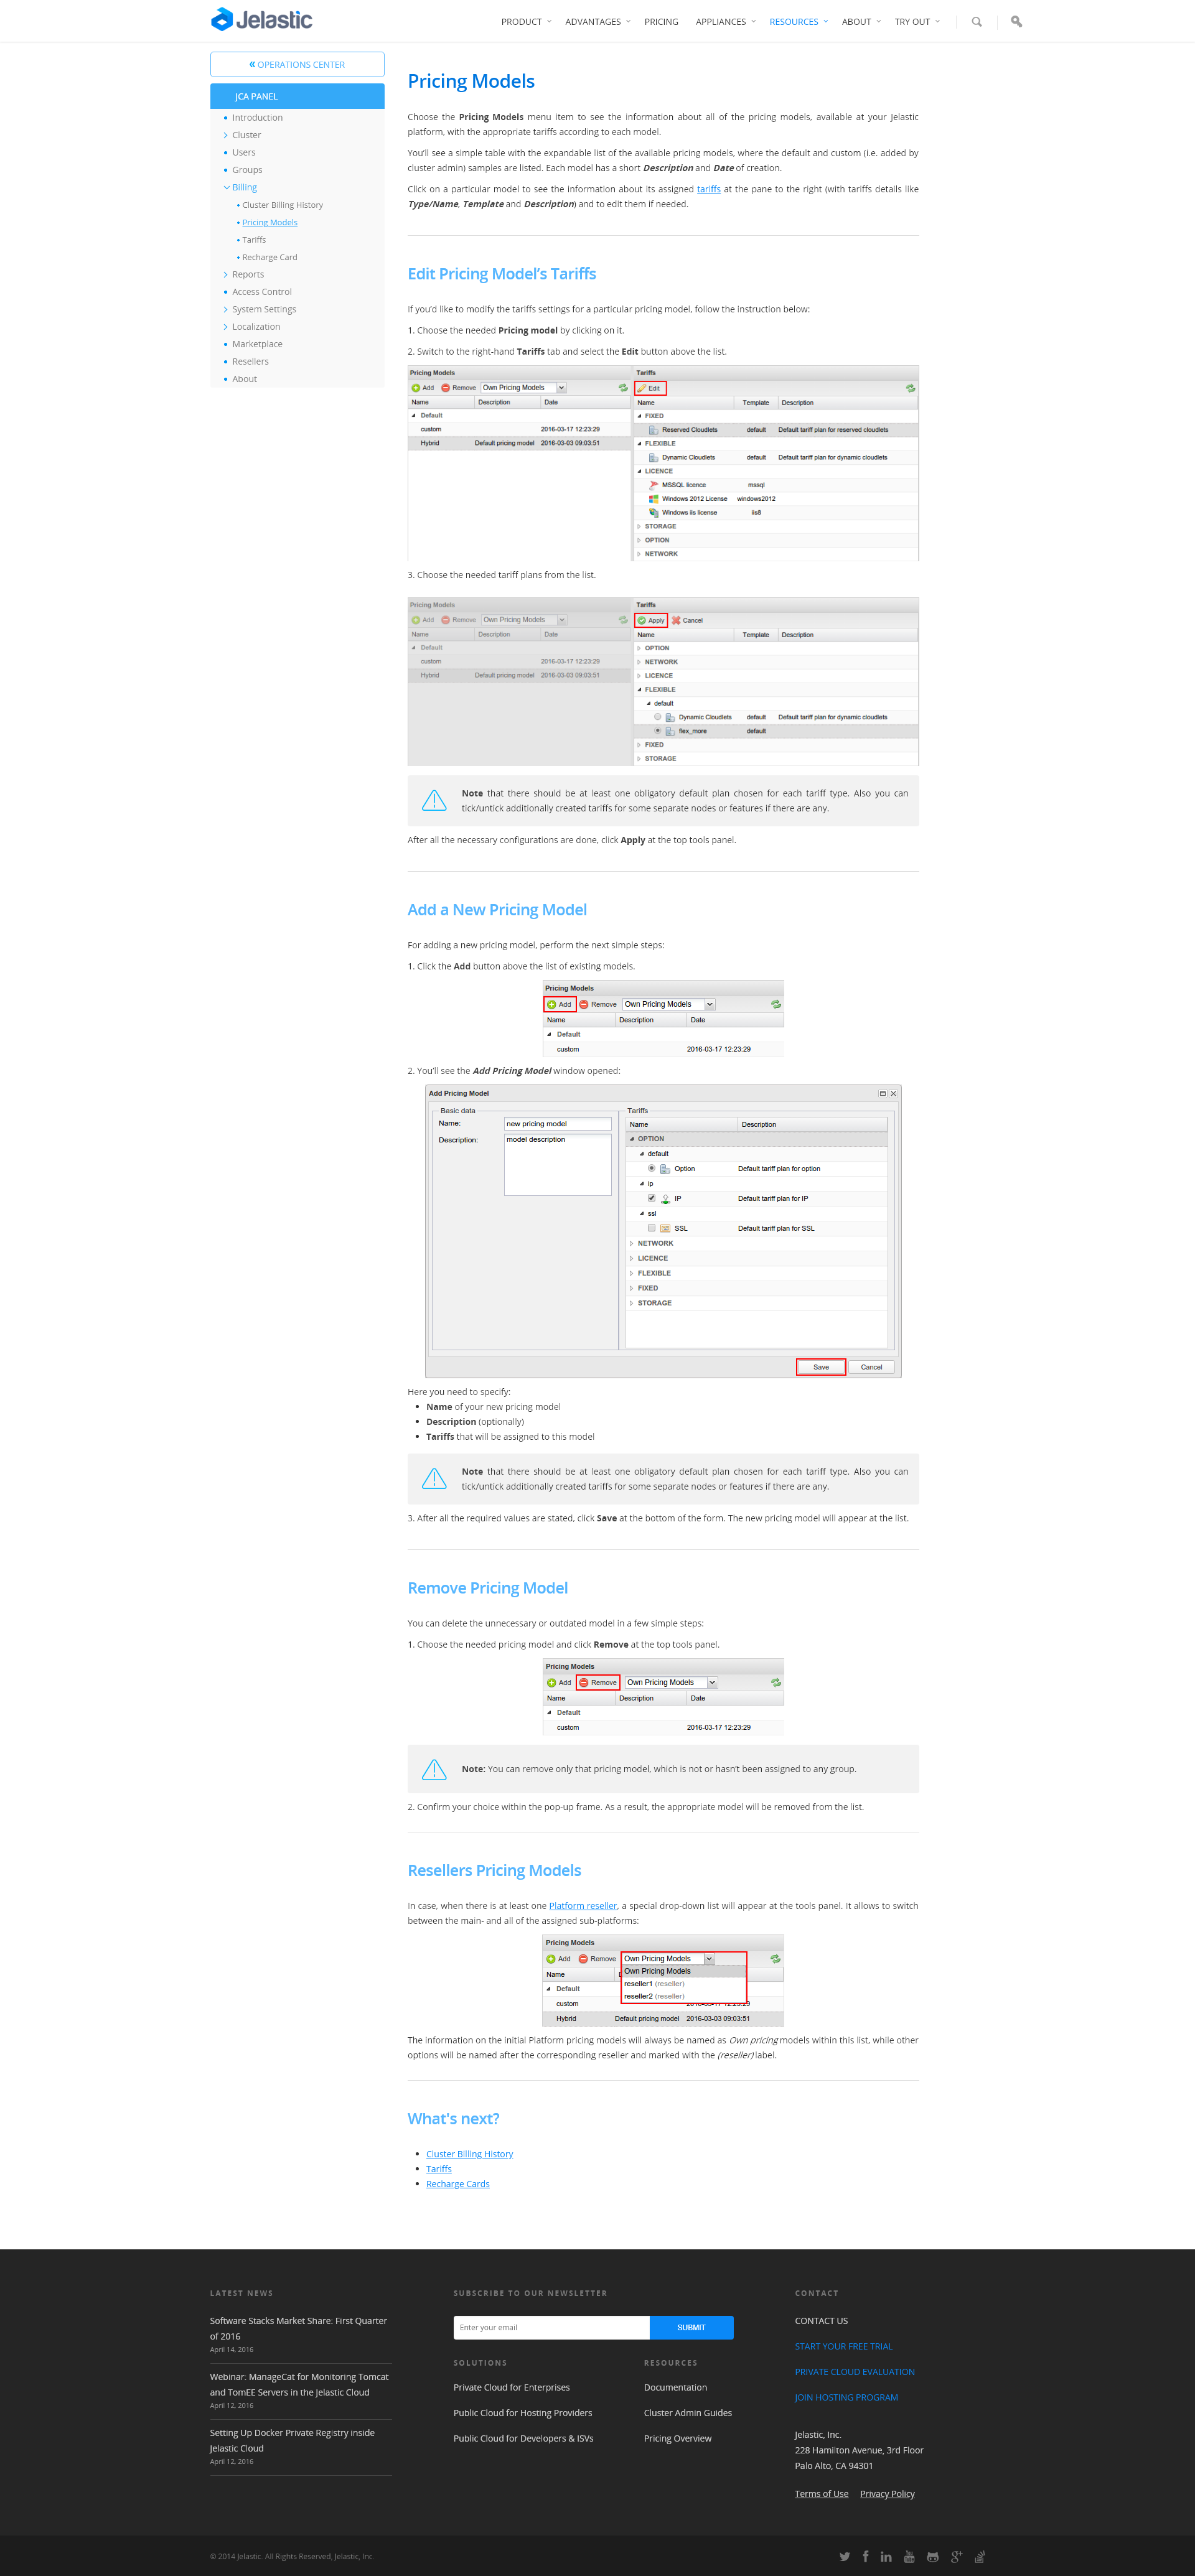 Jelastic
PRODUCT ADVANTAGES PRICING APPLIANCES RESOURCES ABOUT TRY OUT
« OPERATIONS CENTER
JCA PANEL
Introduction
Cluster
Users
Groups
Billing
Cluster Billing History
Pricing Models
Tariffs
Recharge Card
Reports
Access Control
System Settings
Localization
Marketplace
Resellers
About
Pricing Models
Choose the Pricing Models menu item to see the information about all of the pricing models, available at your Jelastic
platform, with the appropriate tariffs according to each model.
You'll see a simple table with the expandable list of the available pricing models, where the default and custom (i.e. added by
cluster admin) samples are listed. Each model has a short Description and Date of creation.
Click on a particular model to see the information about its assigned tariffs at the pane to the right (with tariffs details like
Type/Name, Template and Description) and to edit them if needed.
Edit Pricing Model's Tariffs
If you'd like to modify the tariffs settings for a particular pricing model, follow the instruction below:
1. Choose the needed Pricing model by clicking on it.
2. Switch to the right-hand Tariffs tab and select the Edit button above the list.
Pricing Models Tariffs
Add Remove Own Pricing Models Edit
Name Description Date Name Template Description
Default FIXED
custom 2016-03-17 12:23:29 Reserved Cloudlets default Default tariff plan for reserved cloudlets
Hybrid Default pricing model 2016-03-03 09:03:51 FLEXIBLE
Dynamic Cloudlets default Default tariff plan for dynamic cloudlets
LICENCE
MSSQL licence mssql
Windows 2012 License windows2012
Windows iis license iis8
STORAGE
OPTION
NETWORK
3. Choose the needed tariff plans from the list.
Pricing Models Tariffs
Add Remove Own Pricing Models Apply Cancel
Name Description Date Name Template Description
Default OPTION
custom 2016-03-17 12:23:29 NETWORK
Hybrid Default pricing model 2016-03-03 09:03:51 LICENCE
FLEXIBLE
default
Dynamic Cloudlets default Default tariff plan for dynamic cloudlets
flex_more default
FIXED
STORAGE
Note that there should be at least one obligatory default plan chosen for each tariff type. Also you can
tick/untick additionally created tariffs for some separate nodes or features if there are any.
After all the necessary configurations are done, click Apply at the top tools panel.
Add a New Pricing Model
For adding a new pricing model, perform the next simple steps:
1. Click the Add button above the list of existing models.
Pricing Models
Add Remove Own Pricing Models
Name Description Date
Default
custom 2016-03-17 12:23:29
2. You'll see the Add Pricing Model window opened:
Add Pricing Model
Basic data Tariffs
Name: new pricing model Name Description
Description: model description OPTION
default
Option Default tariff plan for option
ip
IP Default tariff plan for IP
ssl
SSL Default tariff plan for SSL
NETWORK
LICENCE
FLEXIBLE
FIXED
STORAGE
Save Cancel
Here you need to specify:
Name of your new pricing model
Description (optionally)
Tariffs that will be assigned to this model
Note that there should be at least one obligatory default plan chosen for each tariff type. Also you can
tick/untick additionally created tariffs for some separate nodes or features if there are any.
3. After all the required values are stated, click Save at the bottom of the form. The new pricing model will appear at the list.
Remove Pricing Model
You can delete the unnecessary or outdated model in a few simple steps:
1. Choose the needed pricing model and click Remove at the top tools panel.
Pricing Models
Add Remove Own Pricing Models
Name Description Date
Default
custom 2016-03-17 12:23:29
Note: You can remove only that pricing model, which is not or hasn't been assigned to any group.
2. Confirm your choice within the pop-up frame. As a result, the appropriate model will be removed from the list.
Resellers Pricing Models
In case, when there is at least one Platform reseller, a special drop-down list will appear at the tools panel. It allows to switch
between the main- and all of the assigned sub-platforms:
Pricing Models
Add Remove Own Pricing Models
Name Own Pricing Models
Default reseller1 (reseller)
reseller2 (reseller)
custom 2016-03-17 12:23:29
Hybrid Default pricing model 2016-03-03 09:03:51
The information on the initial Platform pricing models will always be named as Own pricing models within this list, while other
options will be named after the corresponding reseller and marked with the (reseller) label.
What's next?
Cluster Billing History
Tariffs
Recharge Cards
LATEST NEWS
Software Stacks Market Share: First Quarter
of 2016
April 14, 2016
Webinar: ManageCat for Monitoring Tomcat
and TomEE Servers in the Jelastic Cloud
April 12, 2016
Setting Up Docker Private Registry inside
Jelastic Cloud
April 12, 2016
SUBSCRIBE TO OUR NEWSLETTER
Enter your email SUBMIT
SOLUTIONS
Private Cloud for Enterprises
Public Cloud for Hosting Providers
Public Cloud for Developers & ISVs
RESOURCES
Documentation
Cluster Admin Guides
Pricing Overview
CONTACT
CONTACT US
START YOUR FREE TRIAL
PRIVATE CLOUD EVALUATION
JOIN HOSTING PROGRAM
Jelastic, Inc.
228 Hamilton Avenue, 3rd Floor
Palo Alto, CA 94301
Terms of Use Privacy Policy
© 2014 Jelastic. All Rights Reserved, Jelastic, Inc.